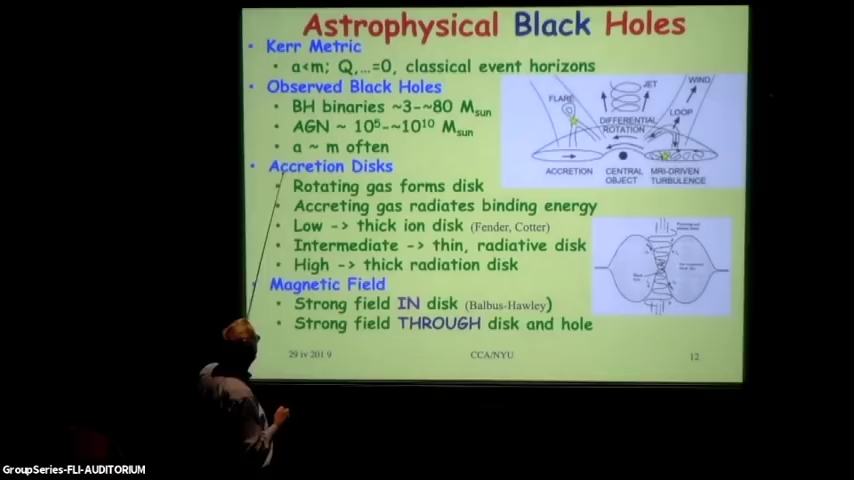 Astrophysical Black Holes
• Kerr Metric
• a<m; Q,...=0, classical event horizons
• Observed Black Holes
• BH binaries ~3-~80 Msun
• AGN ~ 10⁵-~10¹⁰ Msun
• a ~ m often
• Accretion Disks
• Rotating gas forms disk
• Accreting gas radiates binding energy
• Low -> thick ion disk (Fender, Cotter)
• Intermediate -> thin, radiative disk
• High -> thick radiation disk
• Magnetic Field
• Strong field IN disk (Balbus-Hawley)
• Strong field THROUGH disk and hole
FLARE
JET
WIND
LOOP
DIFFERENTIAL
ROTATION
ACCRETION
CENTRAL
OBJECT
MRI-DRIVEN
TURBULENCE
29 iv 201 9
CCA/NYU
12
GroupSeries-FLI-AUDITORIUM